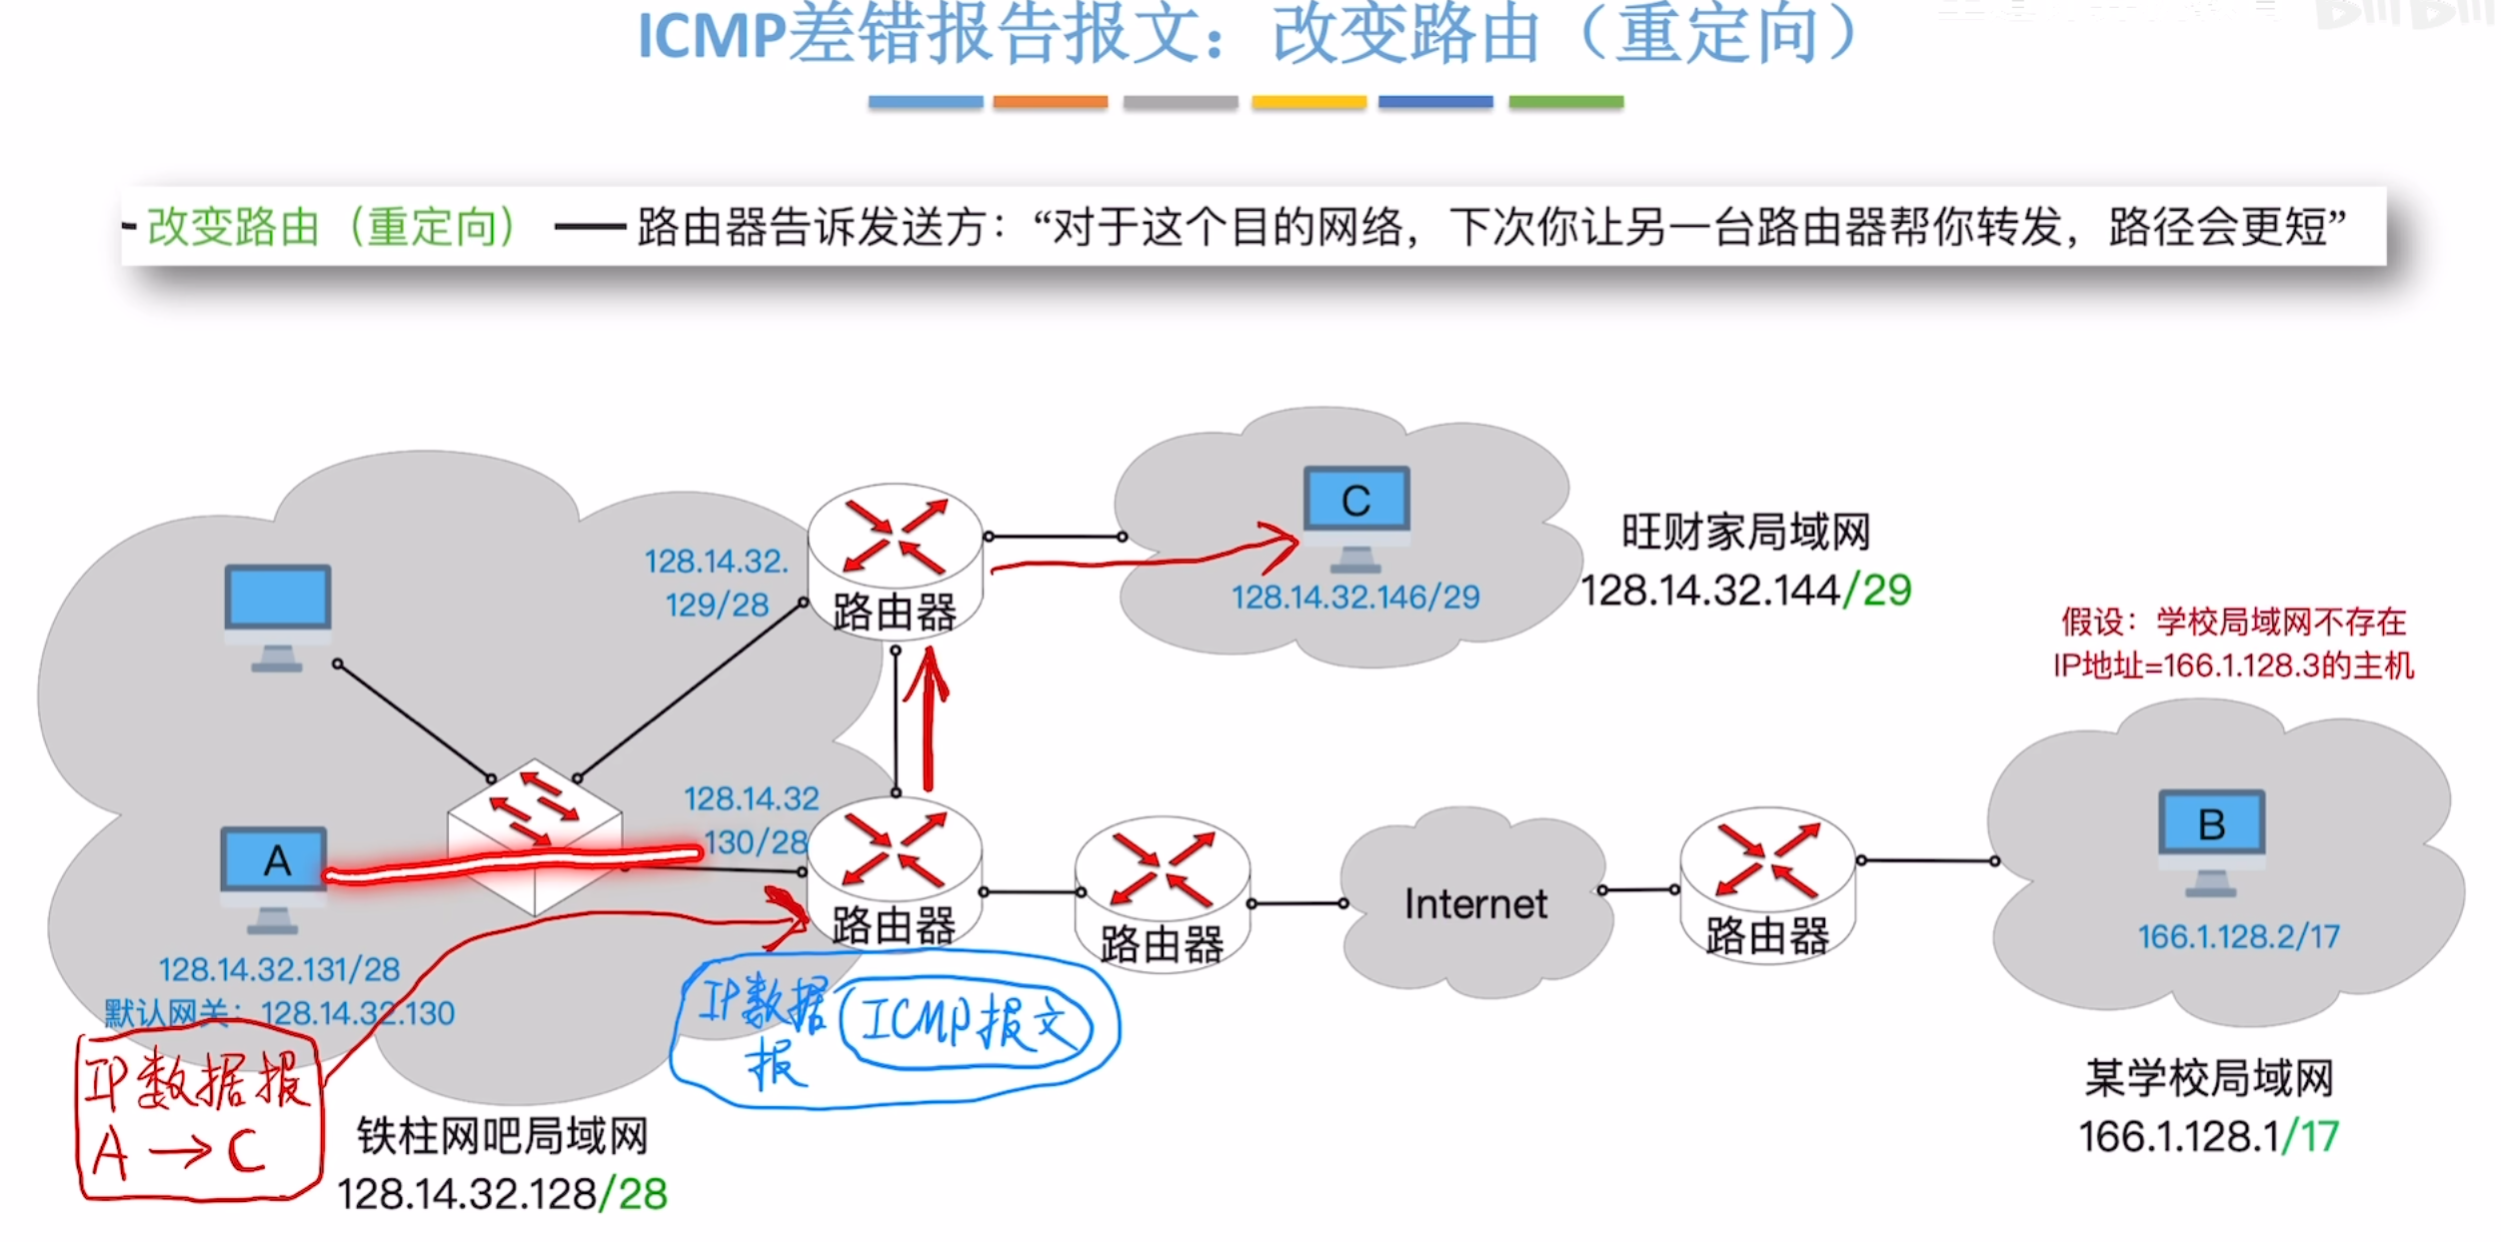 ICMP差错报告报文：改变路由（重定向）
改变路由（重定向） ——路由器告诉发送方：“对于这个目的网络，下次你让另一台路由器帮你转发，路径会更短”
128.14.32.
129/28
路由器
C
128.14.32.146/29
旺财家局域网
128.14.32.144/29
假设：学校局域网不存在
IP地址=166.1.128.3的主机
A
128.14.32.131/28
默认网关：128.14.32.130
128.14.32
130/28
路由器
路由器
Internet
路由器
B
166.1.128.2/17
IP数据报
A→C
IP数据报
ICMP报文
铁柱网吧局域网
128.14.32.128/28
某学校局域网
166.1.128.1/17